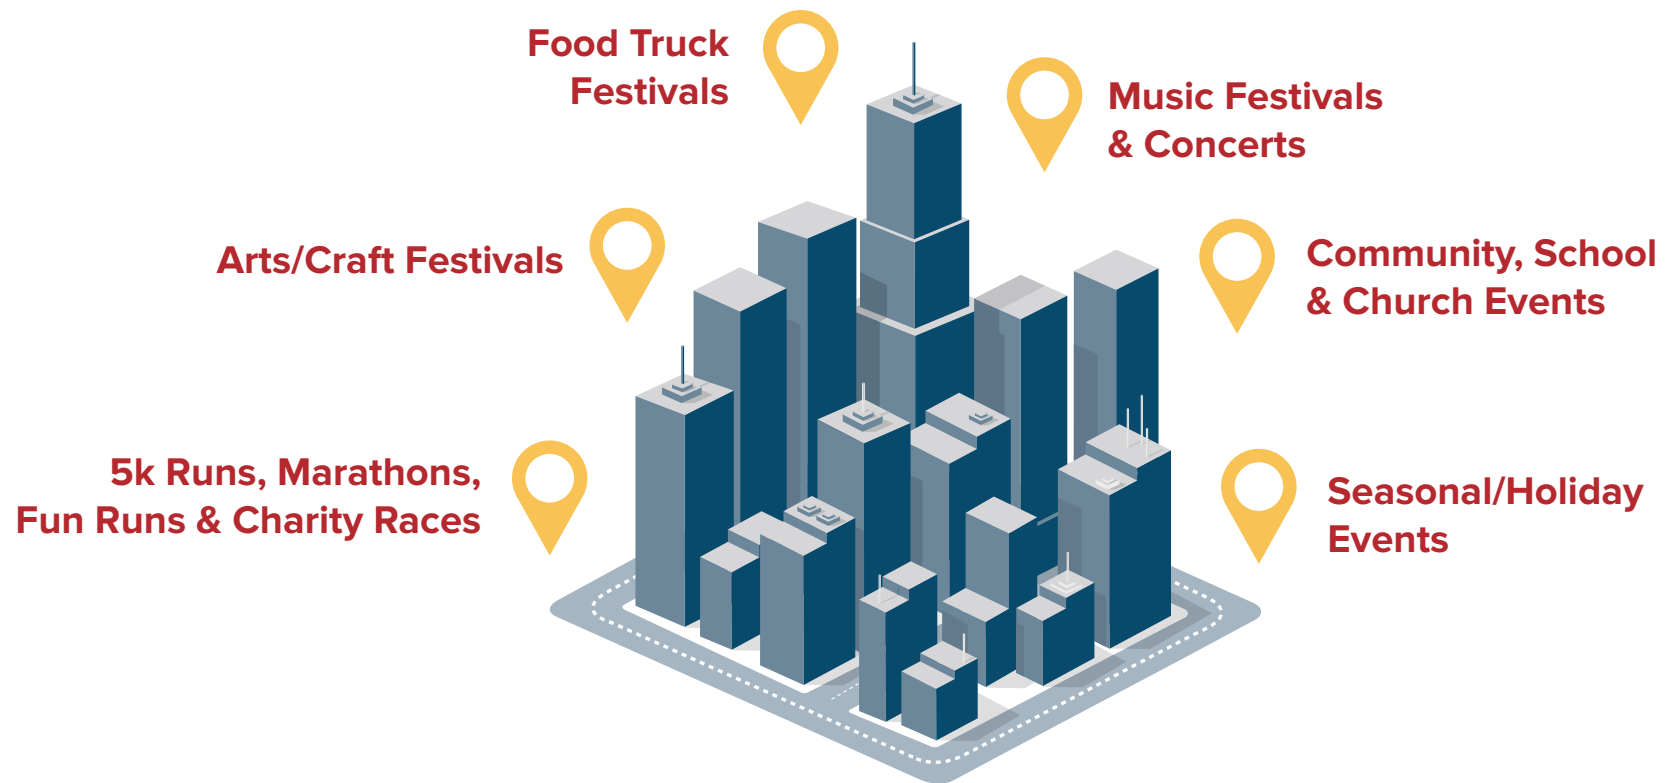 Food Truck
Festivals
Music Festivals
& Concerts
Arts/Craft Festivals
Community, School
& Church Events
5k Runs, Marathons,
Fun Runs & Charity Races
Seasonal/Holiday
Events